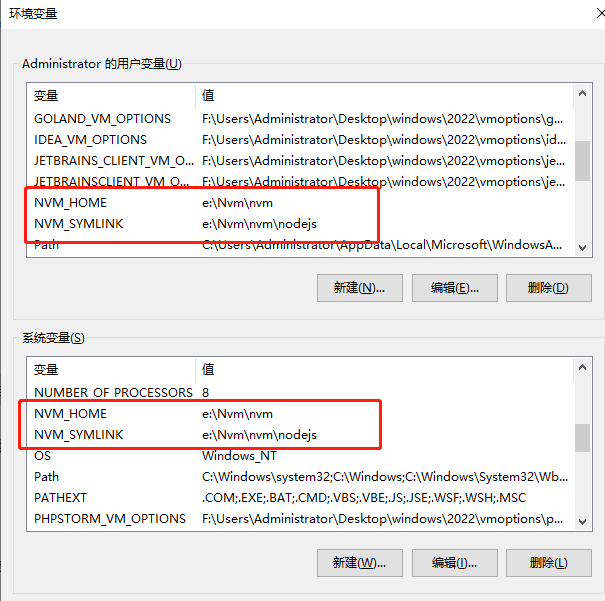 环境变量
Administrator 的用户变量(U)
变量 值
GOLAND_VM_OPTIONS F:\Users\Administrator\Desktop\windows\2022\vmoptions\g...
IDEA_VM_OPTIONS F:\Users\Administrator\Desktop\windows\2022\vmoptions\id...
JETBRAINS_CLIENT_VM_O... F:\Users\Administrator\Desktop\windows\2022\vmoptions\je...
JETBRAINSCLIENT_VM_O... F:\Users\Administrator\Desktop\windows\2022\vmoptions\je...
NVM_HOME e:\Nvm\nvm
NVM_SYMLINK e:\Nvm\nvm\nodejs
Path C:\Users\Administrator\AppData\Local\Microsoft\WindowsA...
新建(N)... 编辑(E)... 删除(D)
系统变量(S)
变量 值
NUMBER_OF_PROCESSORS 8
NVM_HOME e:\Nvm\nvm
NVM_SYMLINK e:\Nvm\nvm\nodejs
OS Windows_NT
Path C:\Windows\system32;C:\Windows;C:\Windows\System32\Wb...
PATHEXT .COM;.EXE;.BAT;.CMD;.VBS;.VBE;.JS;.JSE;.WSF;.WSH;.MSC
PHPSTORM_VM_OPTIONS F:\Users\Administrator\Desktop\windows\2022\vmoptions\p...
新建(W)... 编辑(I)... 删除(L)